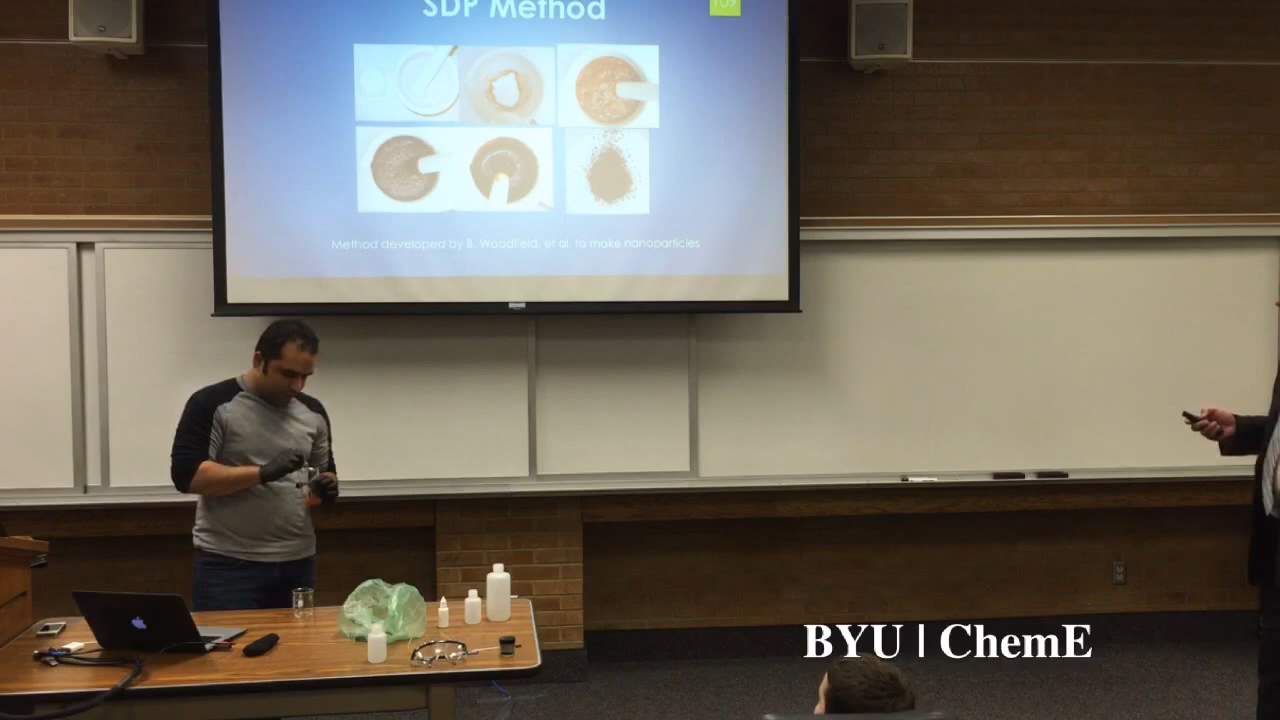 SDP Method
109
Method developed by B. Woodfield, et al. to make nanoparticles
BYU | ChemE